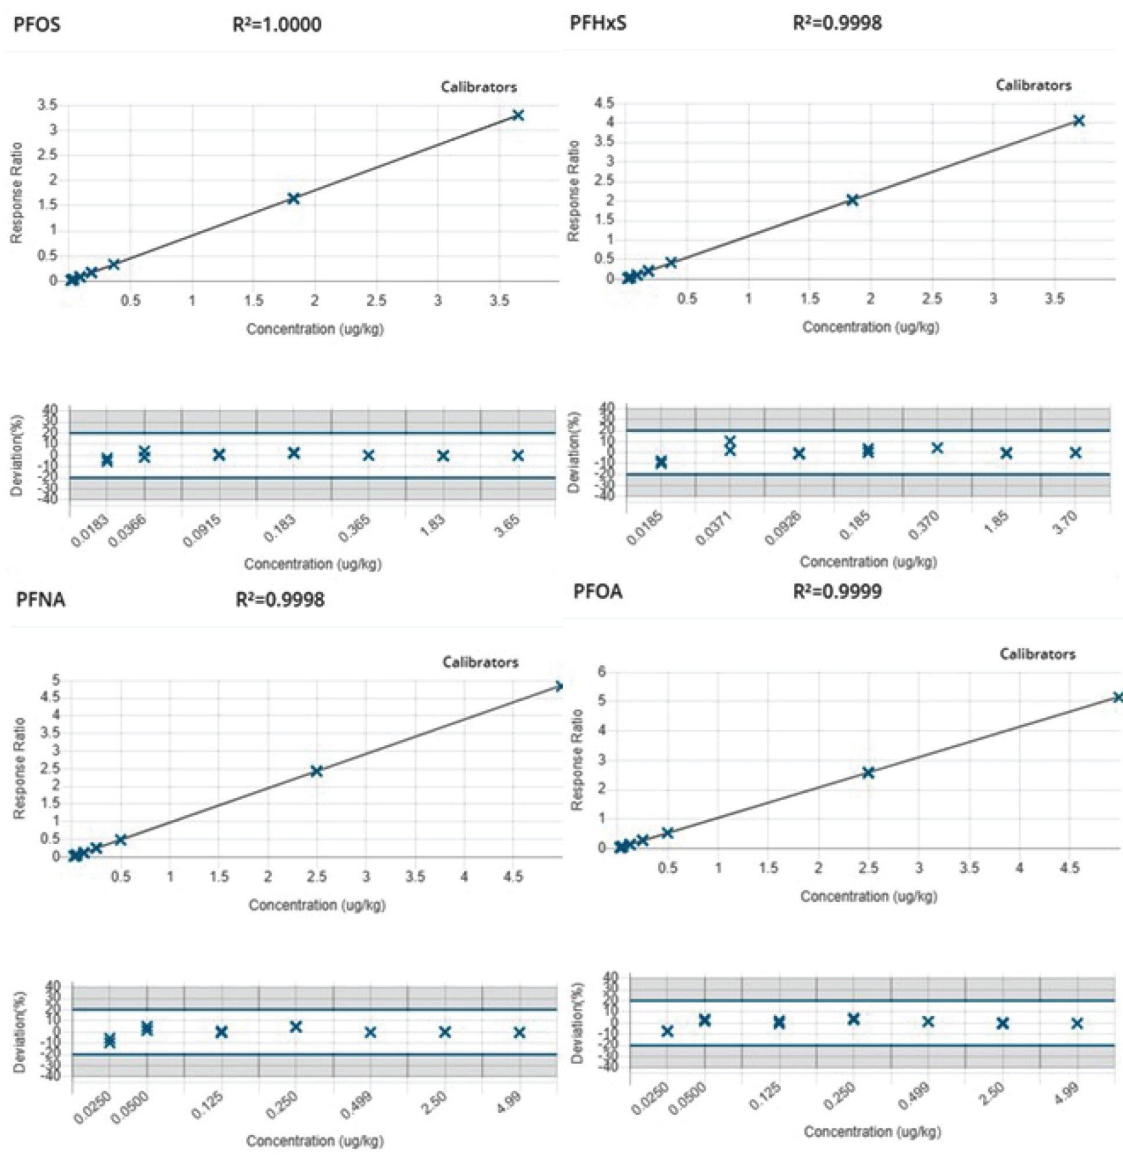 PFOS R²=1.0000
Calibrators
Response Ratio
3.5
3
2.5
2
1.5
1
0.5
0
0.5 1 1.5 2 2.5 3 3.5
Concentration (ug/kg)
Deviation(%)
40
30
20
10
0
-10
-20
-30
-40
0.0183 0.0366 0.0915 0.183 0.365 1.83 3.65
Concentration (ug/kg)
PFHxS R²=0.9998
Calibrators
Response Ratio
4.5
4
3.5
3
2.5
2
1.5
1
0.5
0
0.5 1 1.5 2 2.5 3 3.5
Concentration (ug/kg)
Deviation(%)
40
30
20
10
0
-10
-20
-30
-40
0.0185 0.0371 0.0926 0.185 0.370 1.85 3.70
Concentration (ug/kg)
PFNA R²=0.9998
Calibrators
Response Ratio
5
4.5
4
3.5
3
2.5
2
1.5
1
0.5
0
0.5 1 1.5 2 2.5 3 3.5 4 4.5
Concentration (ug/kg)
Deviation(%)
40
30
20
10
0
-10
-20
-30
-40
0.0250 0.0500 0.125 0.250 0.499 2.50 4.99
Concentration (ug/kg)
PFOA R²=0.9999
Calibrators
Response Ratio
6
5
4
3
2
1
0
0.5 1 1.5 2 2.5 3 3.5 4 4.5
Concentration (ug/kg)
Deviation(%)
40
30
20
10
0
-10
-20
-30
-40
0.0250 0.0500 0.125 0.250 0.499 2.50 4.99
Concentration (ug/kg)